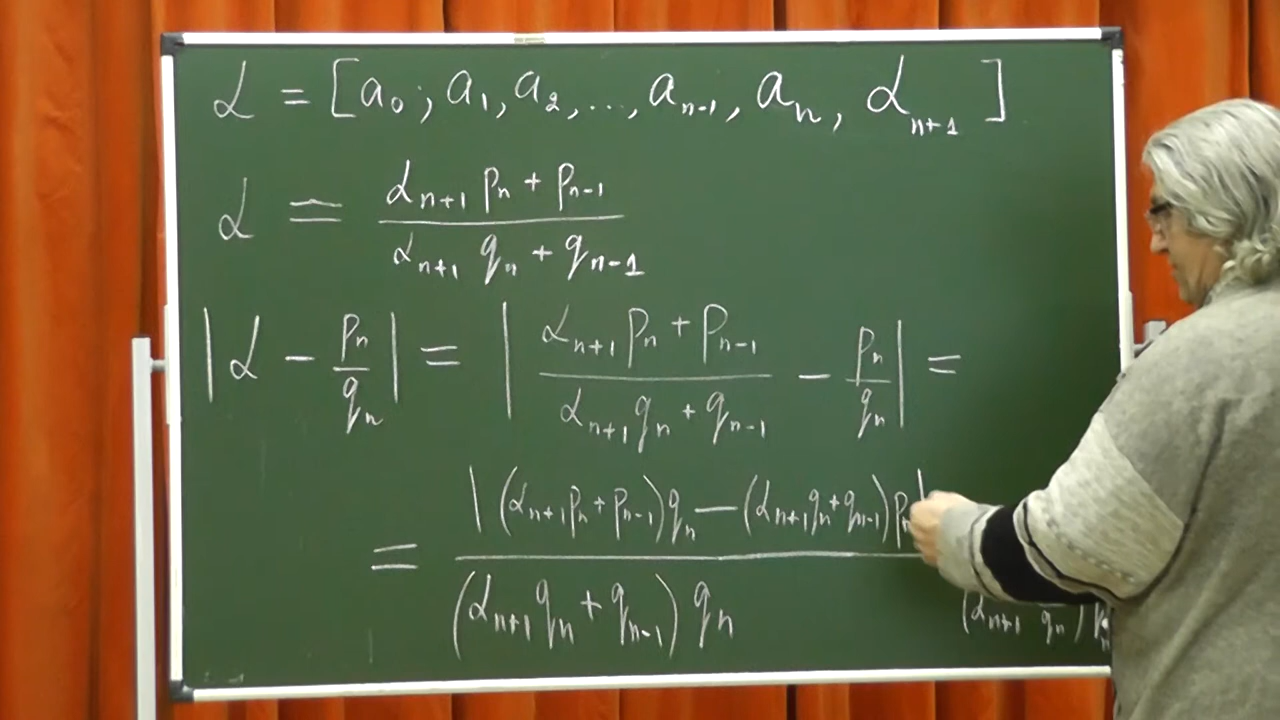 α = [a₀; a₁, a₂, ..., aₙ₋₁, aₙ, αₙ₊₁]
α = (αₙ₊₁ pₙ + pₙ₋₁) / (αₙ₊₁ qₙ + qₙ₋₁)
|α − pₙ/qₙ| = |(αₙ₊₁ pₙ + pₙ₋₁) / (αₙ₊₁ qₙ + qₙ₋₁) − pₙ/qₙ| =
= |(αₙ₊₁ pₙ + pₙ₋₁) qₙ − (αₙ₊₁ qₙ + qₙ₋₁) pₙ| / (αₙ₊₁ qₙ + qₙ₋₁) qₙ